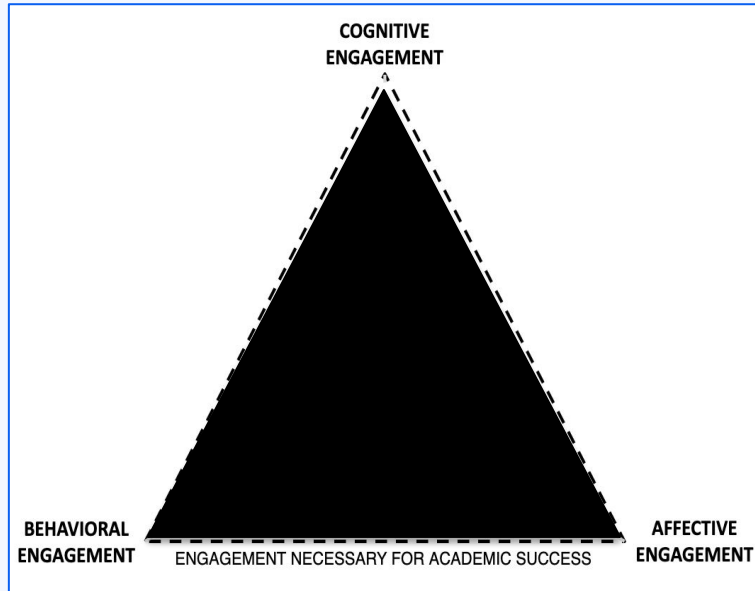 COGNITIVE
ENGAGEMENT
BEHAVIORAL
ENGAGEMENT
AFFECTIVE
ENGAGEMENT
ENGAGEMENT NECESSARY FOR ACADEMIC SUCCESS